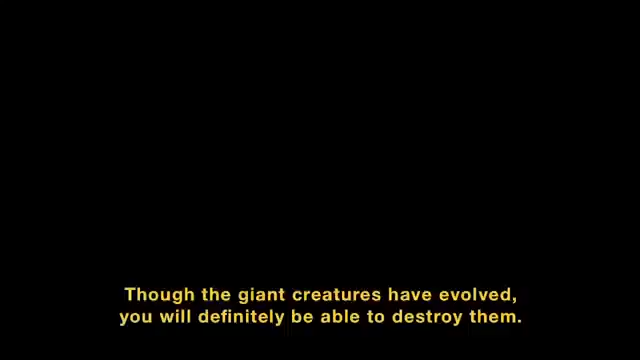 Though the giant creatures have evolved,
you will definitely be able to destroy them.